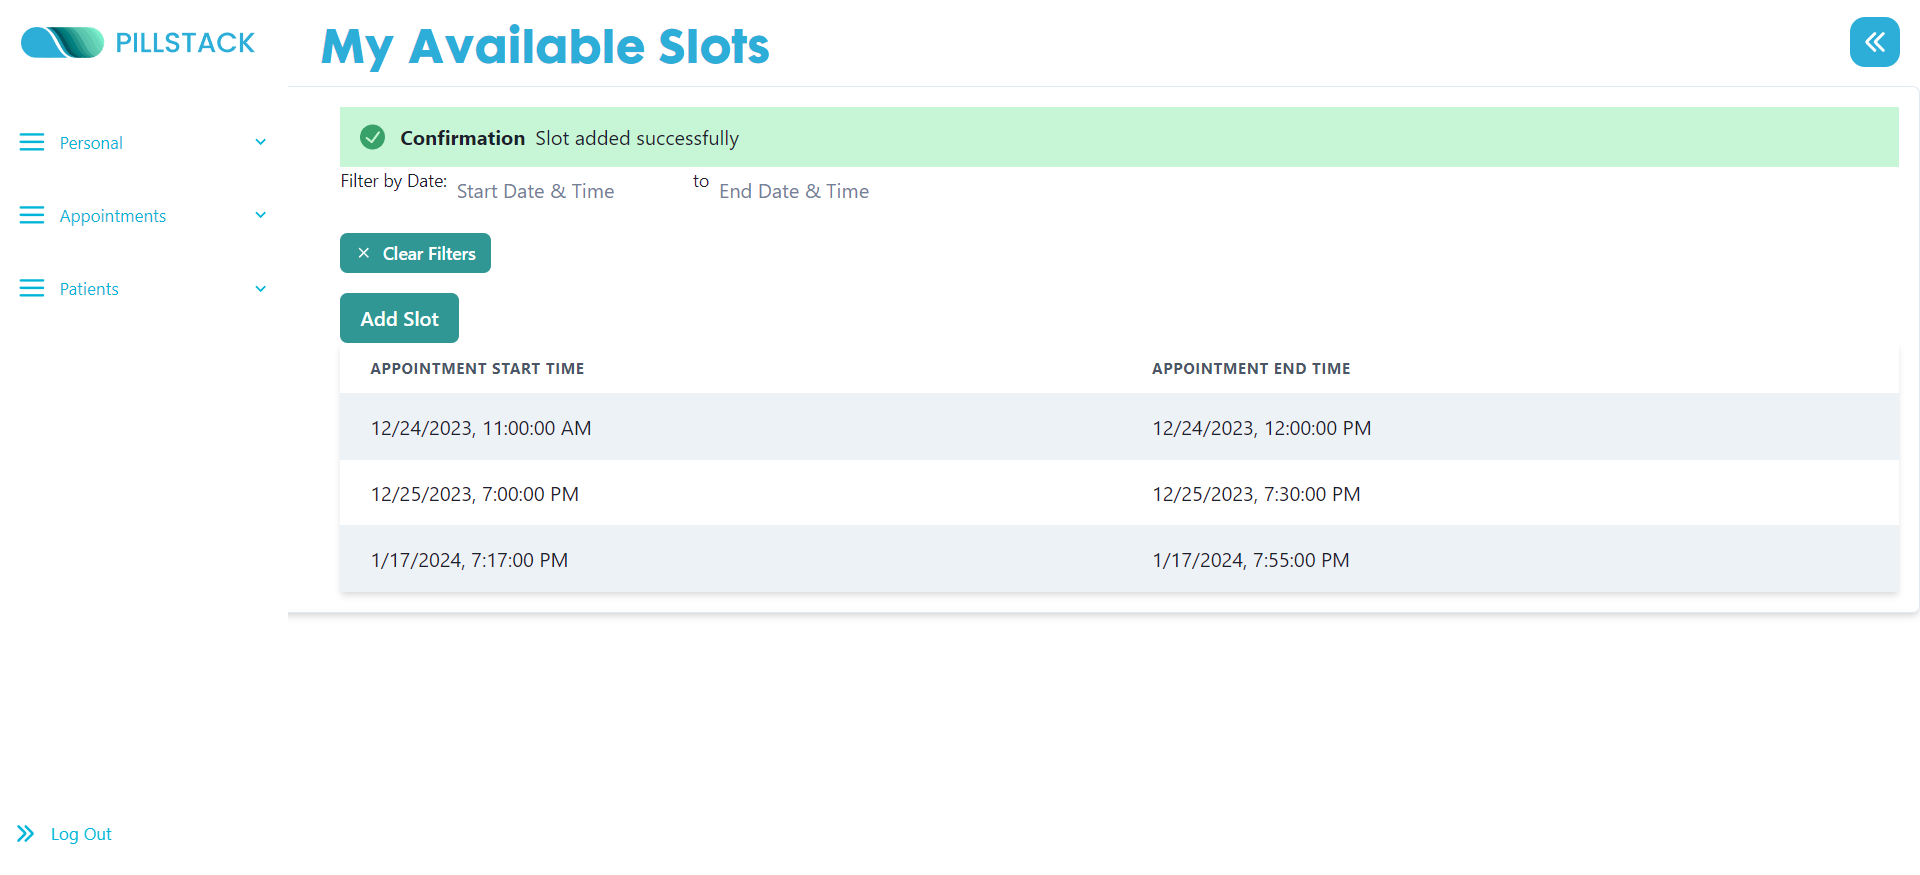 PILLSTACK
My Available Slots
Personal
Appointments
Patients
Log Out
Confirmation Slot added successfully
Filter by Date: Start Date & Time to End Date & Time
Clear Filters
Add Slot
APPOINTMENT START TIME APPOINTMENT END TIME
12/24/2023, 11:00:00 AM 12/24/2023, 12:00:00 PM
12/25/2023, 7:00:00 PM 12/25/2023, 7:30:00 PM
1/17/2024, 7:17:00 PM 1/17/2024, 7:55:00 PM